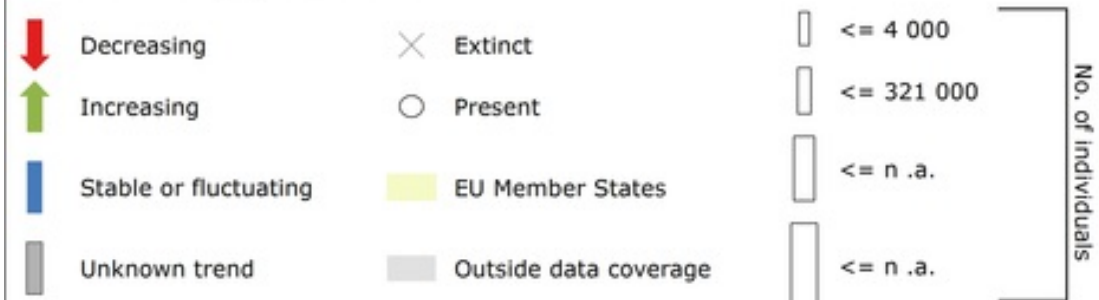 Decreasing
Increasing
Stable or fluctuating
Unknown trend
Extinct
Present
EU Member States
Outside data coverage
<= 4 000
<= 321 000
<= n .a.
<= n .a.
No. of individuals